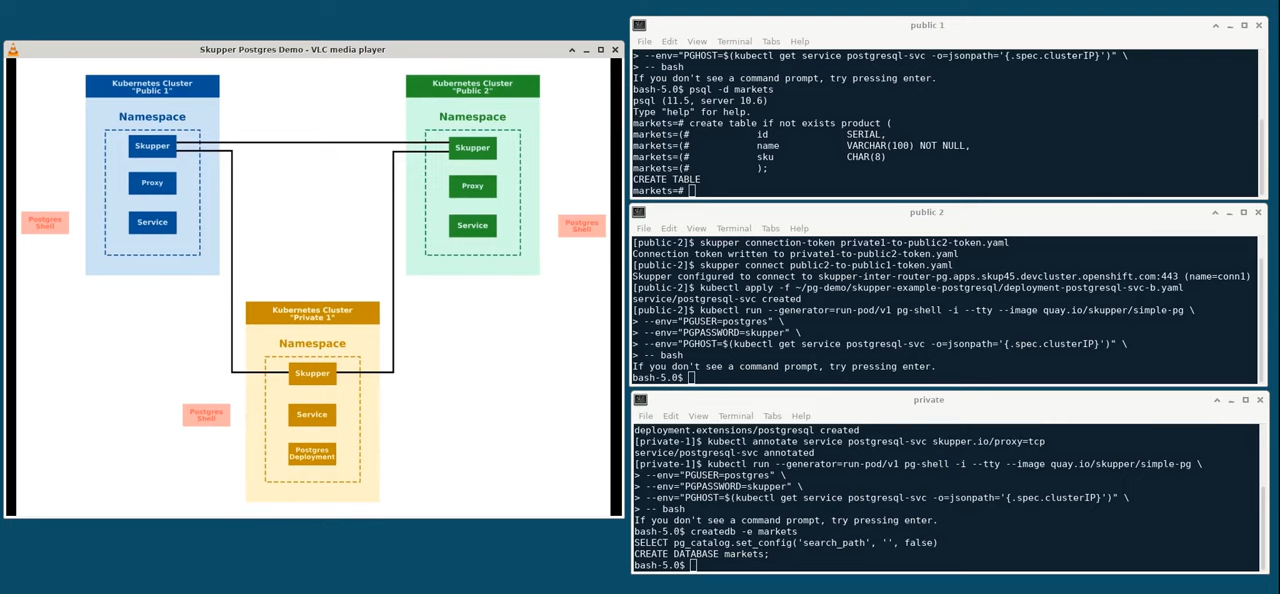 Skupper Postgres Demo - VLC media player
Kubernetes Cluster
"Public 1"
Namespace
Skupper
Proxy
Service
Postgres
Shell
Kubernetes Cluster
"Public 2"
Namespace
Skupper
Proxy
Service
Postgres
Shell
Kubernetes Cluster
"Private 1"
Namespace
Skupper
Service
Postgres
Deployment
Postgres
Shell
public 1
File Edit View Terminal Tabs Help
> --env="PGHOST=$(kubectl get service postgresql-svc -o=jsonpath='{.spec.clusterIP}')" \
> -- bash
If you don't see a command prompt, try pressing enter.
bash-5.0$ psql -d markets
psql (11.5, server 10.6)
Type "help" for help.
markets=# create table if not exists product (
markets=(# id SERIAL,
markets=(# name VARCHAR(100) NOT NULL,
markets=(# sku CHAR(8)
markets=(# );
CREATE TABLE
markets=#
public 2
File Edit View Terminal Tabs Help
[public-2]$ skupper connection-token private1-to-public2-token.yaml
Connection token written to private1-to-public2-token.yaml
[public-2]$ skupper connect public2-to-public1-token.yaml
Skupper configured to connect to skupper-inter-router-pg.apps.skup45.devcluster.openshift.com:443 (name=conn1)
[public-2]$ kubectl apply -f ~/pg-demo/skupper-example-postgresql/deployment-postgresql-svc-b.yaml
service/postgresql-svc created
[public-2]$ kubectl run --generator=run-pod/v1 pg-shell -i --tty --image quay.io/skupper/simple-pg \
> --env="PGUSER=postgres" \
> --env="PGPASSWORD=skupper" \
> --env="PGHOST=$(kubectl get service postgresql-svc -o=jsonpath='{.spec.clusterIP}')" \
> -- bash
If you don't see a command prompt, try pressing enter.
bash-5.0$
private
File Edit View Terminal Tabs Help
deployment.extensions/postgresql created
[private-1]$ kubectl annotate service postgresql-svc skupper.io/proxy=tcp
service/postgresql-svc annotated
[private-1]$ kubectl run --generator=run-pod/v1 pg-shell -i --tty --image quay.io/skupper/simple-pg \
> --env="PGUSER=postgres" \
> --env="PGPASSWORD=skupper" \
> --env="PGHOST=$(kubectl get service postgresql-svc -o=jsonpath='{.spec.clusterIP}')" \
> -- bash
If you don't see a command prompt, try pressing enter.
bash-5.0$ createdb -e markets
SELECT pg_catalog.set_config('search_path', '', false)
CREATE DATABASE markets;
bash-5.0$